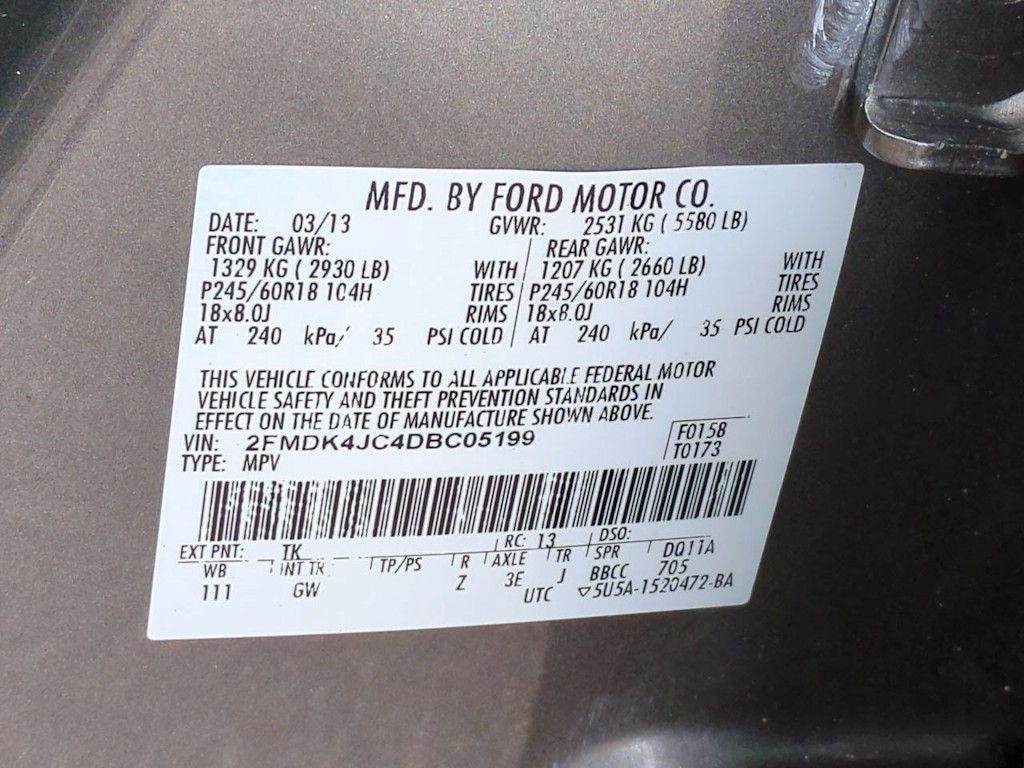 MFD. BY FORD MOTOR CO.
DATE: 03/13 GVWR: 2531 KG ( 5580 LB)
FRONT GAWR: REAR GAWR:
1329 KG ( 2930 LB) WITH 1207 KG ( 2660 LB) WITH
P245/60R18 104H TIRES P245/60R18 104H TIRES
18x8.0J RIMS 18x8.0J RIMS
AT 240 kPa/ 35 PSI COLD AT 240 kPa/ 35 PSI COLD
THIS VEHICLE CONFORMS TO ALL APPLICABLE FEDERAL MOTOR
VEHICLE SAFETY AND THEFT PREVENTION STANDARDS IN
EFFECT ON THE DATE OF MANUFACTURE SHOWN ABOVE.
VIN: 2FMDK4JC4DBC05199 F0158
TYPE: MPV T0173
EXT PNT: TK RC: 13 DSO:
WB INT TR TP/PS R AXLE TR SPR DQ11A
111 GW Z 3E J BBCC 705
UTC ▽5U5A-1520472-BA